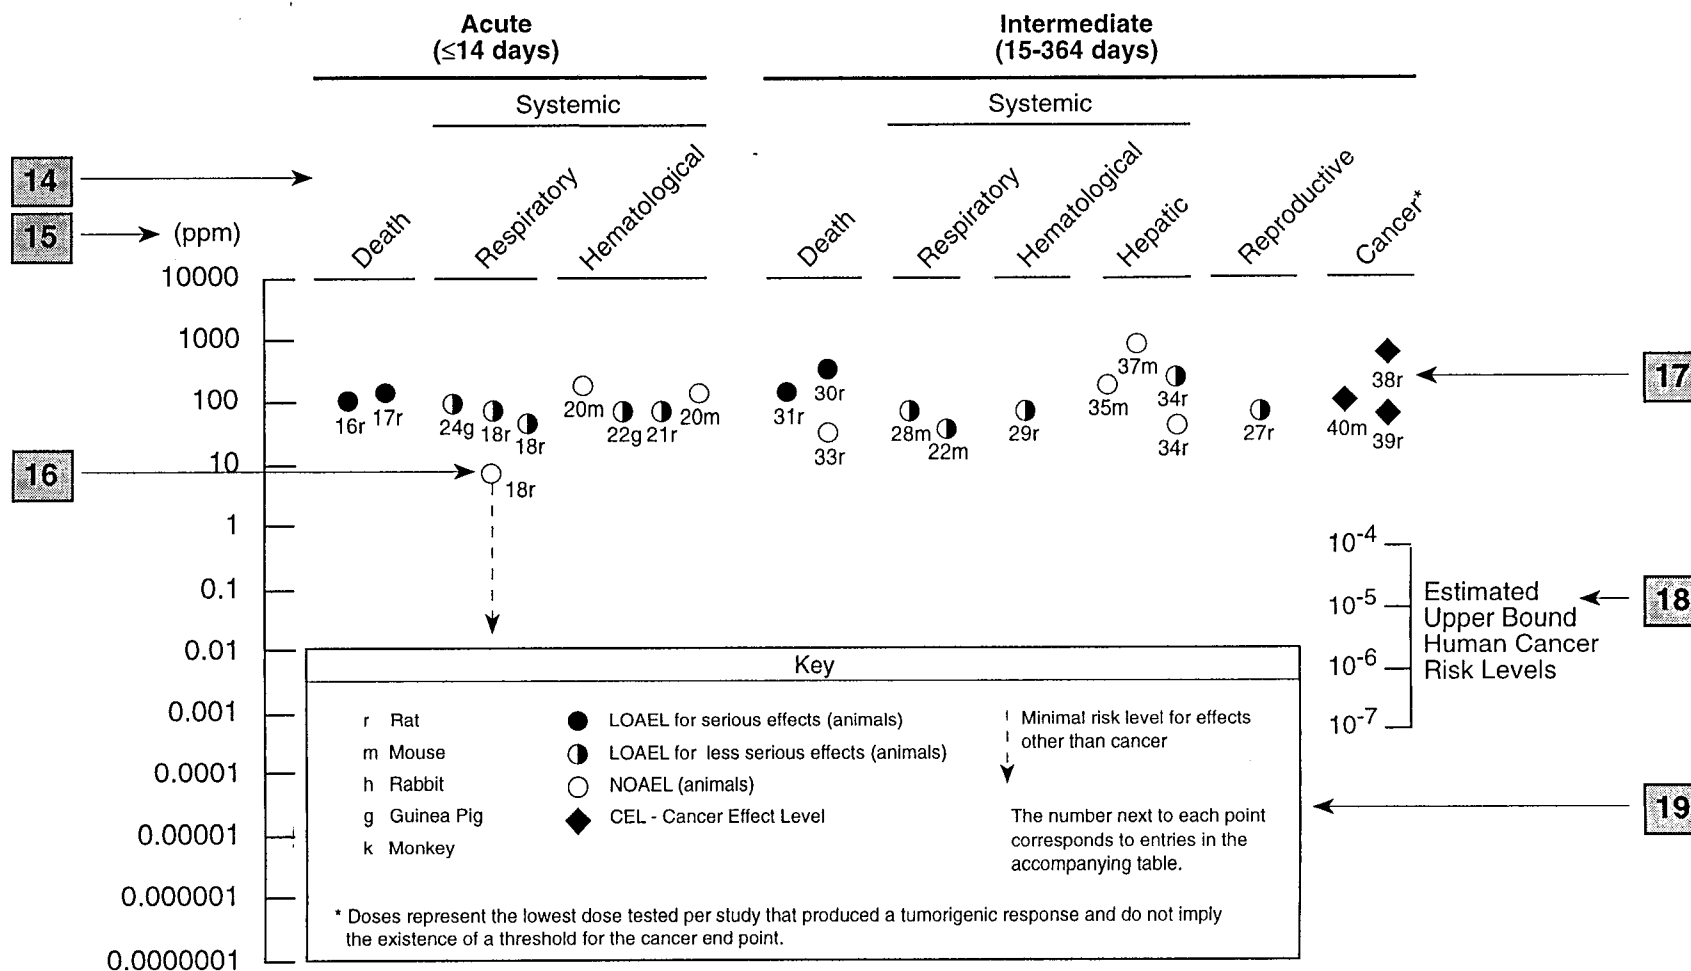 Acute
(≤14 days)
Intermediate
(15-364 days)
Systemic
Systemic
14
15
(ppm)
Death
Respiratory
Hematological
Death
Respiratory
Hematological
Hepatic
Reproductive
Cancer*
10000
1000
100
10
1
0.1
0.01
0.001
0.0001
0.00001
0.000001
0.0000001
16r
17r
24g
18r
18r
18r
20m
22g
21r
20m
31r
30r
33r
28m
22m
29r
37m
35m
34r
34r
27r
40m
38r
39r
16
17
10-4
10-5
10-6
10-7
Estimated
Upper Bound
Human Cancer
Risk Levels
18
19
Key
r Rat
m Mouse
h Rabbit
g Guinea Pig
k Monkey
LOAEL for serious effects (animals)
LOAEL for less serious effects (animals)
NOAEL (animals)
CEL - Cancer Effect Level
Minimal risk level for effects
other than cancer
The number next to each point
corresponds to entries in the
accompanying table.
* Doses represent the lowest dose tested per study that produced a tumorigenic response and do not imply
the existence of a threshold for the cancer end point.